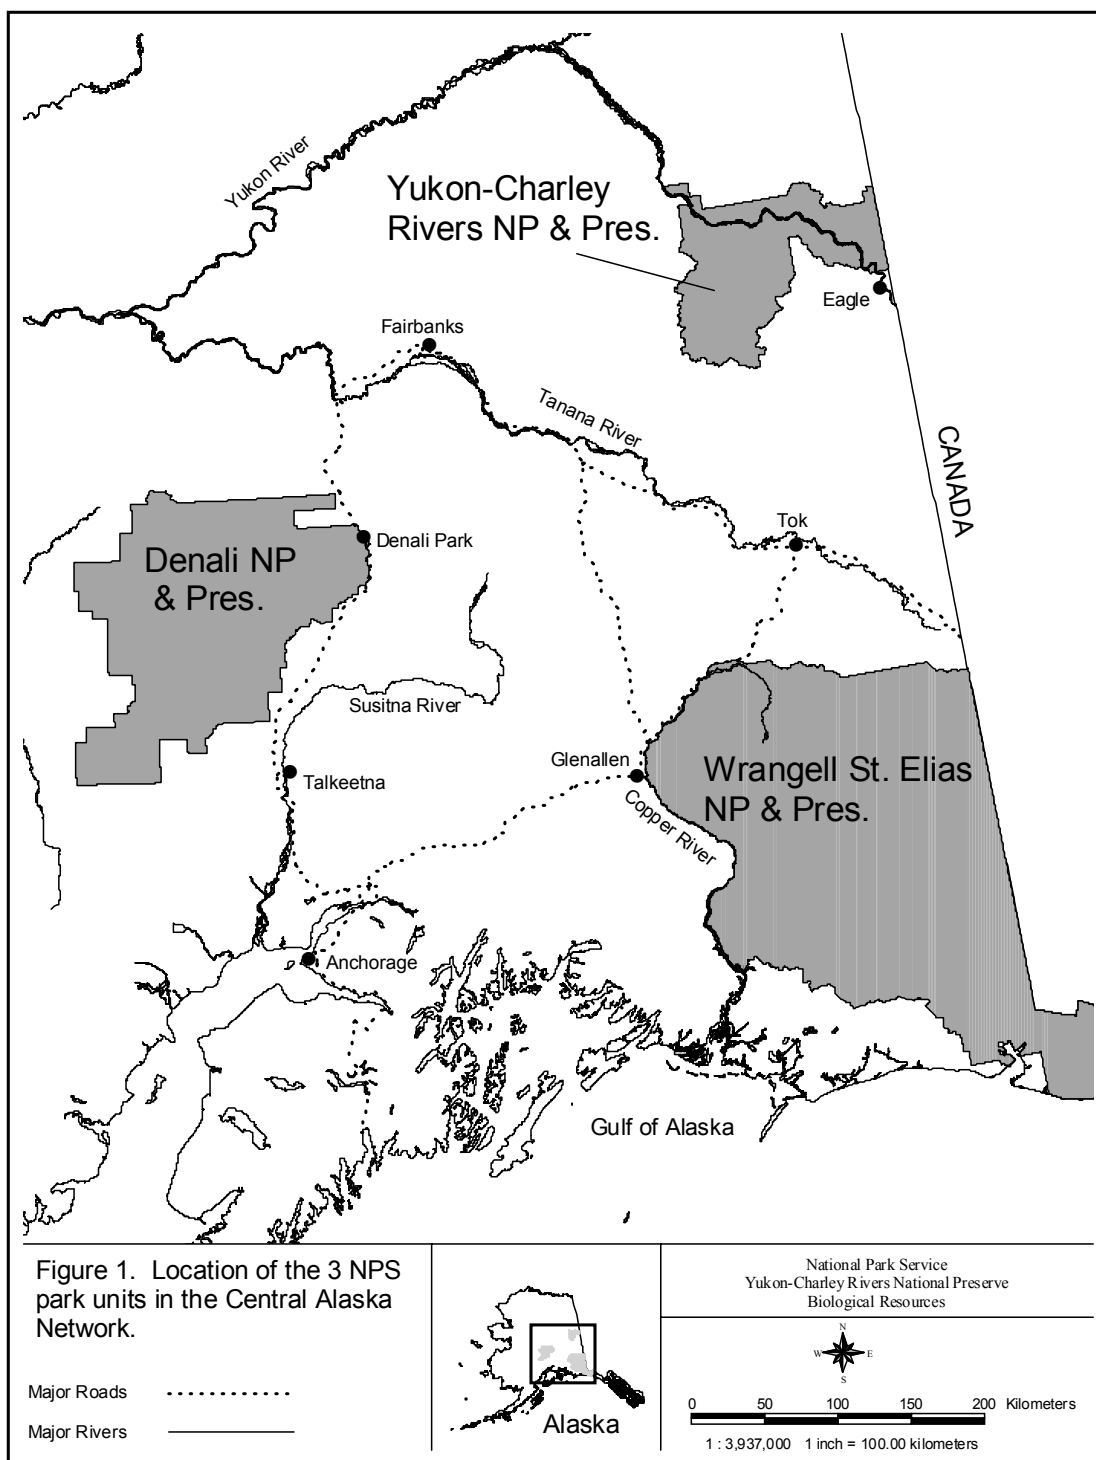 Yukon River
Yukon-Charley
Rivers NP & Pres.
Eagle
Fairbanks
Tanana River
CANADA
Tok
Denali Park
Denali NP
& Pres.
Susitna River
Glenallen
Wrangell St. Elias
NP & Pres.
Talkeetna
Copper River
Anchorage
Gulf of Alaska
Figure 1.  Location of the 3 NPS
park units in the Central Alaska
Network.
Major Roads
Major Rivers
Alaska
National Park Service
Yukon-Charley Rivers National Preserve
Biological Resources
N
W E
S
0 50 100 150 200 Kilometers
1 : 3,937,000 1 inch = 100.00 kilometers